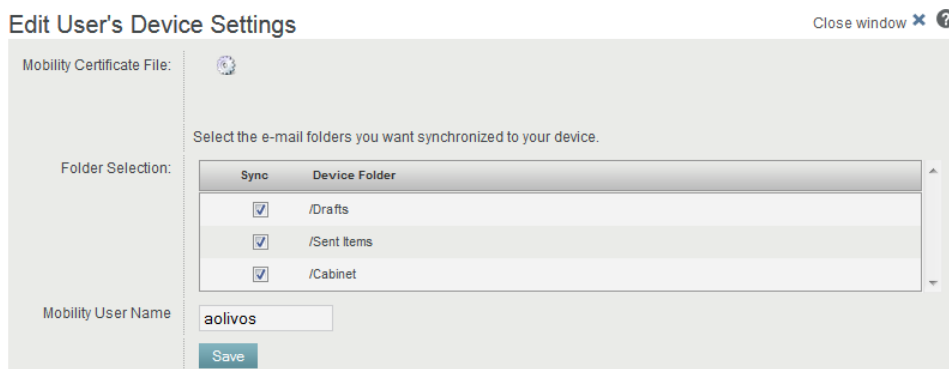 Edit User's Device Settings
Close window
Mobility Certificate File:
Select the e-mail folders you want synchronized to your device.
Folder Selection:
Sync Device Folder
/Drafts
/Sent Items
/Cabinet
Mobility User Name
aolivos
Save